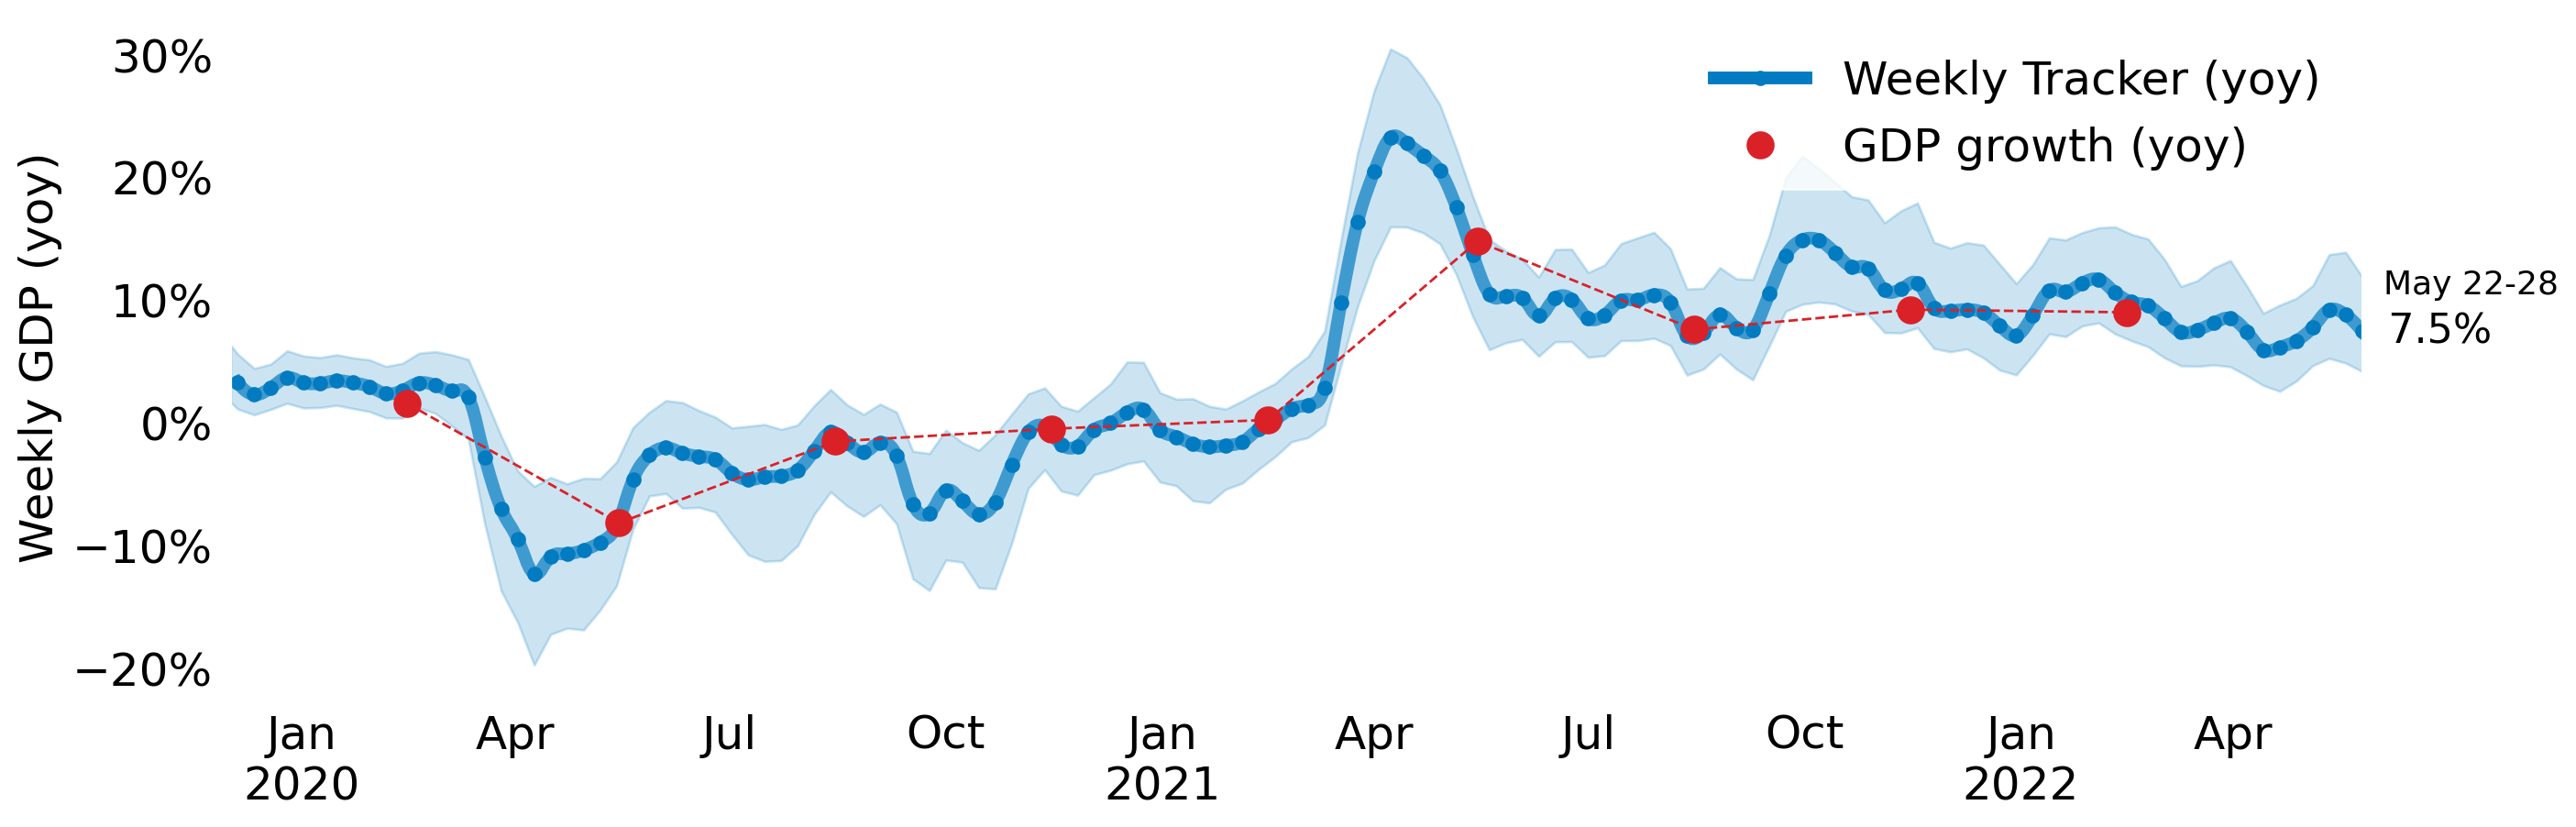 Weekly GDP (yoy)
30%
20%
10%
0%
−10%
−20%
Jan
2020
Apr
Jul
Oct
Jan
2021
Apr
Jul
Oct
Jan
2022
Apr
Weekly Tracker (yoy)
GDP growth (yoy)
May 22-28
7.5%